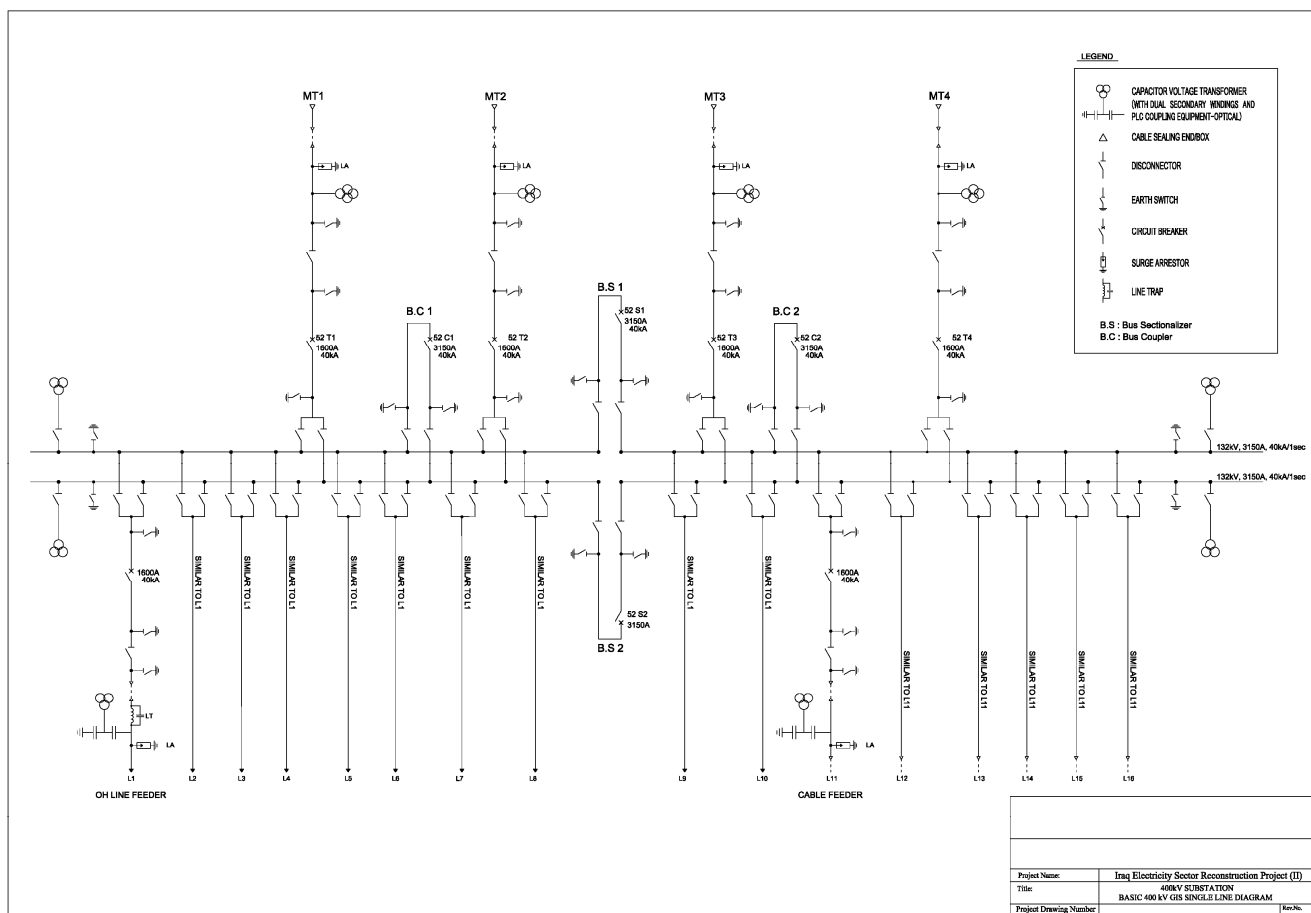 LEGEND
CAPACITOR VOLTAGE TRANSFORMER
(WITH DUAL SECONDARY WINDINGS AND
PLC COUPLING EQUIPMENT-OPTICAL)
CABLE SEALING END/BOX
DISCONNECTOR
EARTH SWITCH
CIRCUIT BREAKER
SURGE ARRESTOR
LINE TRAP
B.S : Bus Sectionalizer
B.C : Bus Coupler
MT1
MT2
MT3
MT4
LA
LA
LA
LA
B.S 1
52 S1
3150A
40kA
B.C 1
B.C 2
52 T1
1600A
40kA
52 C1
3150A
40kA
52 T2
1600A
40kA
52 T3
1600A
40kA
52 C2
3150A
40kA
52 T4
1600A
40kA
132kV, 3150A, 40kA/1sec
132kV, 3150A, 40kA/1sec
1600A
40kA
SIMILAR TO L1
SIMILAR TO L1
SIMILAR TO L1
SIMILAR TO L1
SIMILAR TO L1
SIMILAR TO L1
SIMILAR TO L1
52 S2
3150A
B.S 2
SIMILAR TO L1
SIMILAR TO L1
1600A
40kA
SIMILAR TO L11
SIMILAR TO L11
SIMILAR TO L11
SIMILAR TO L11
SIMILAR TO L11
LT
LA
LA
L1
L2
L3
L4
L5
L6
L7
L8
L9
L10
L11
L12
L13
L14
L15
L16
OH LINE FEEDER
CABLE FEEDER
Project Name: Iraq Electricity Sector Reconstruction Project (II)
Title: 400kV SUBSTATION
BASIC 400 kV GIS SINGLE LINE DIAGRAM
Project Drawing Number
Rev.No.